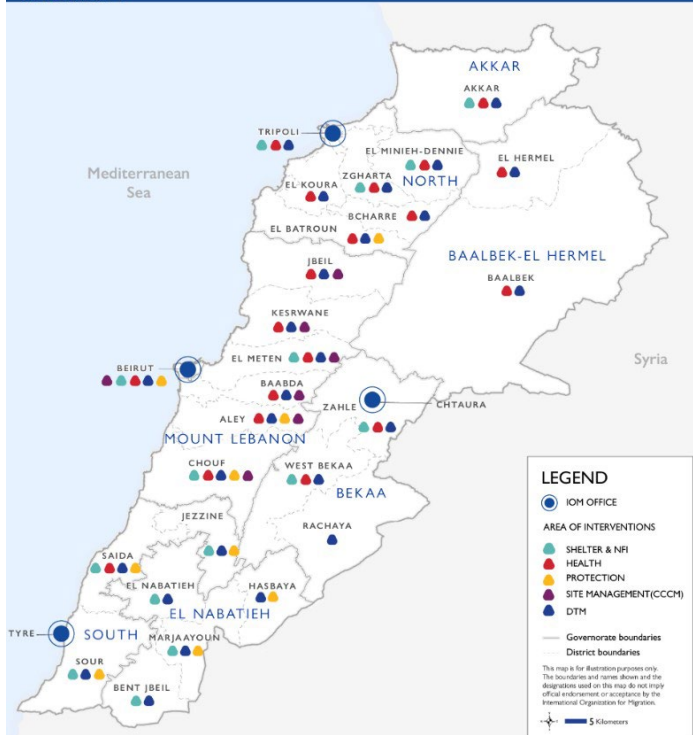 AKKAR
AKKAR
TRIPOLI
EL MINIEH-DENNIE
EL HERMEL
Mediterranean
Sea
ZGHARTA
NORTH
EL KOURA
BCHARRE
EL BATROUN
BAALBEK-EL HERMEL
JBEIL
BAALBEK
KESRWANE
BEIRUT
EL METEN
Syria
BAABDA
ZAHLE
CHTAURA
ALEY
MOUNT LEBANON
CHOUF
WEST BEKAA
BEKAA
JEZZINE
RACHAYA
SAIDA
EL NABATIEH
HASBAYA
EL NABATIEH
TYRE
SOUTH
MARJAAYOUN
SOUR
BENT JBEIL
LEGEND
IOM OFFICE
AREA OF INTERVENTIONS
SHELTER & NFI
HEALTH
PROTECTION
SITE MANAGEMENT(CCCM)
DTM
Governorate boundaries
District boundaries
This map is for illustration purposes only.
The boundaries and names shown and the
designations used on this map do not imply
official endorsement or acceptance by the
International Organization for Migration.
5 Kilometers